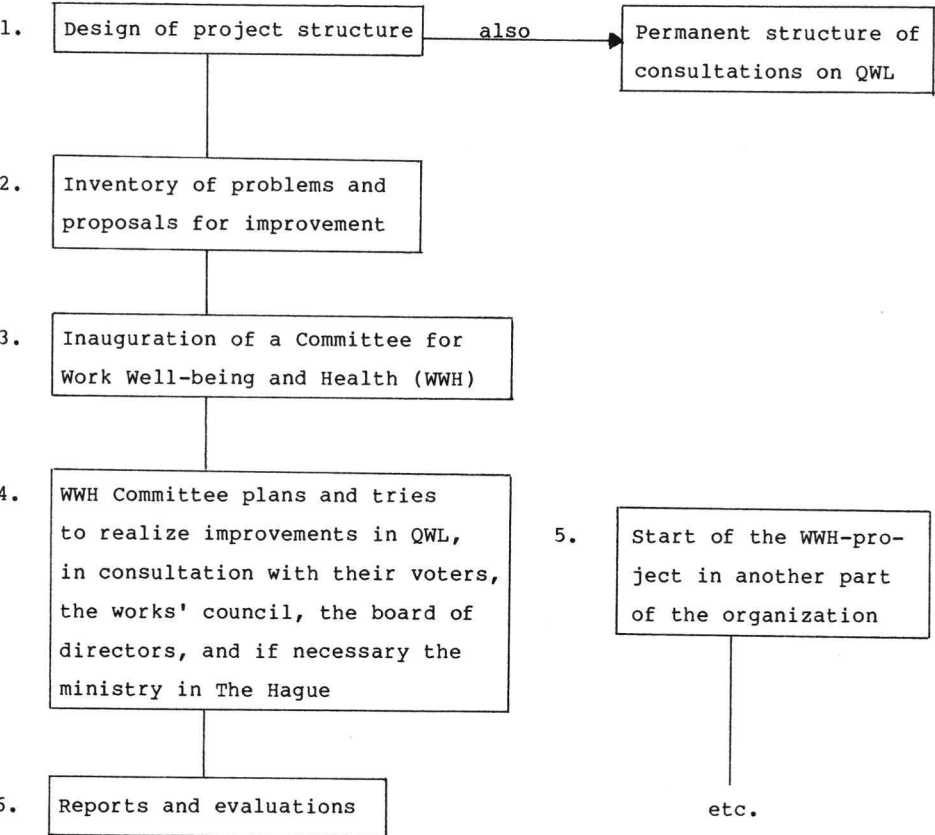 1. Design of project structure
also
Permanent structure of
consultations on QWL
2. Inventory of problems and
proposals for improvement
3. Inauguration of a Committee for
Work Well-being and Health (WWH)
4. WWH Committee plans and tries
to realize improvements in QWL,
in consultation with their voters,
the works' council, the board of
directors, and if necessary the
ministry in The Hague
5. Start of the WWH-pro-
ject in another part
of the organization
6. Reports and evaluations
etc.